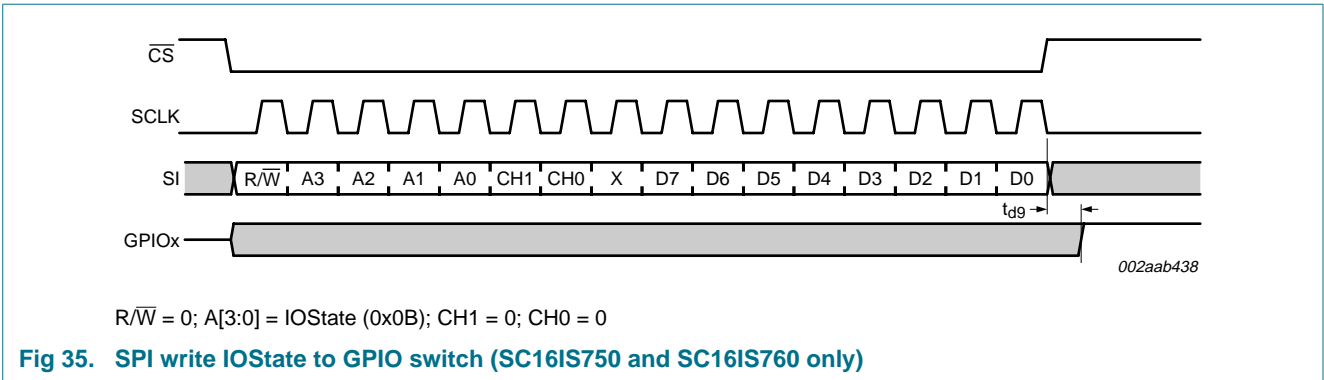 CS
SCLK
SI R/W A3 A2 A1 A0 CH1 CH0 X D7 D6 D5 D4 D3 D2 D1 D0
td9
GPIOx
002aab438
R/W = 0; A[3:0] = IOState (0x0B); CH1 = 0; CH0 = 0
Fig 35. SPI write IOState to GPIO switch (SC16IS750 and SC16IS760 only)